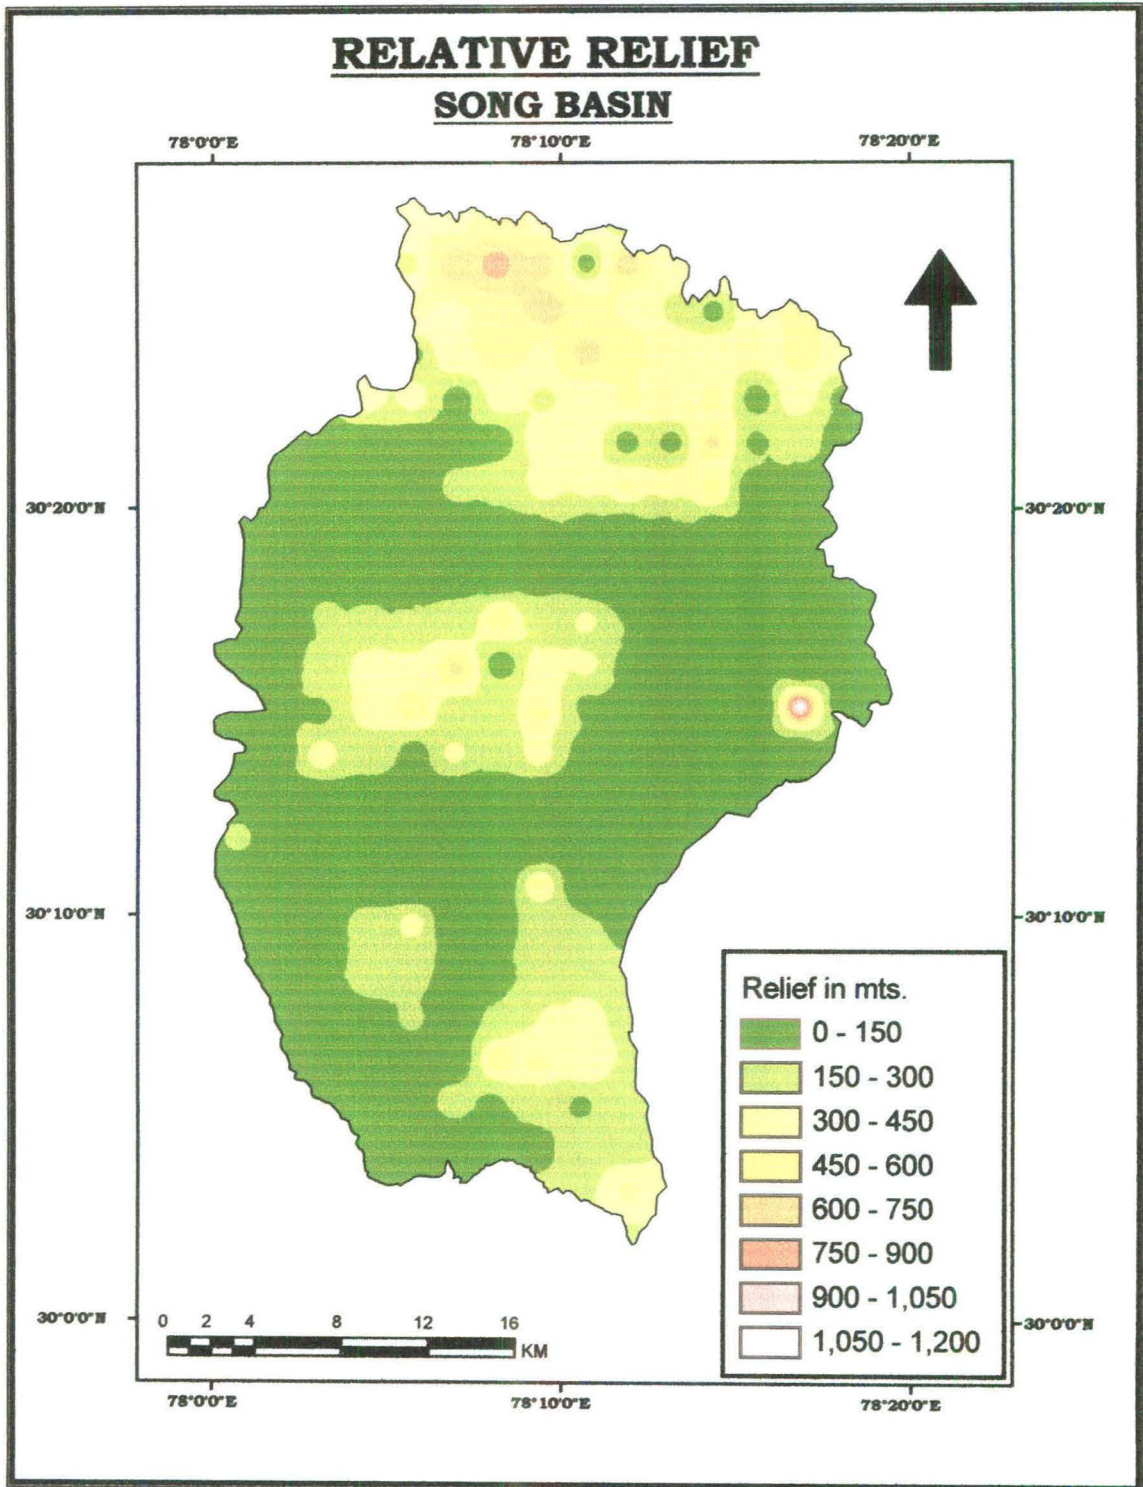 RELATIVE RELIEF
SONG BASIN
78°0'0"E 78°10'0"E 78°20'0"E
30°20'0"N 30°20'0"N
30°10'0"N 30°10'0"N
Relief in mts.
0 - 150
150 - 300
300 - 450
450 - 600
600 - 750
750 - 900
900 - 1,050
1,050 - 1,200
30°0'0"N 30°0'0"N
0 2 4 8 12 16
KM
78°0'0"E 78°10'0"E 78°20'0"E